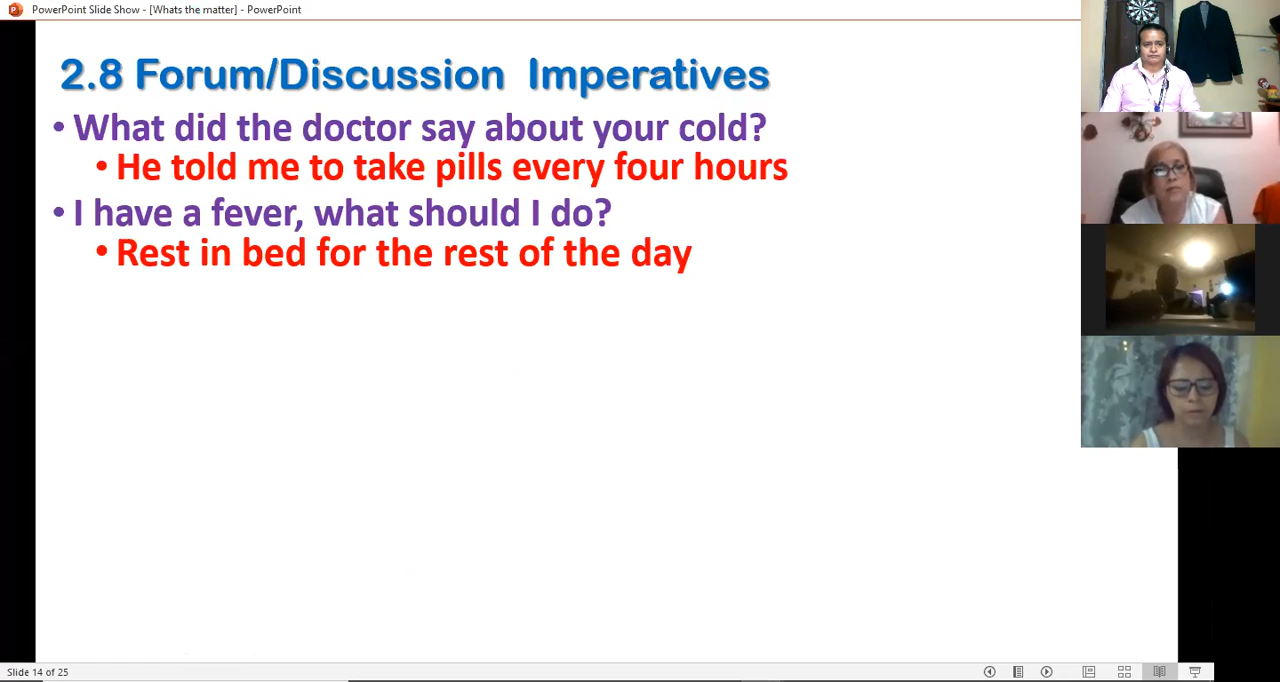 PowerPoint Slide Show - [Whats the matter] - PowerPoint
2.8 Forum/Discussion Imperatives
• What did the doctor say about your cold?
• He told me to take pills every four hours
• I have a fever, what should I do?
• Rest in bed for the rest of the day
Slide 14 of 25